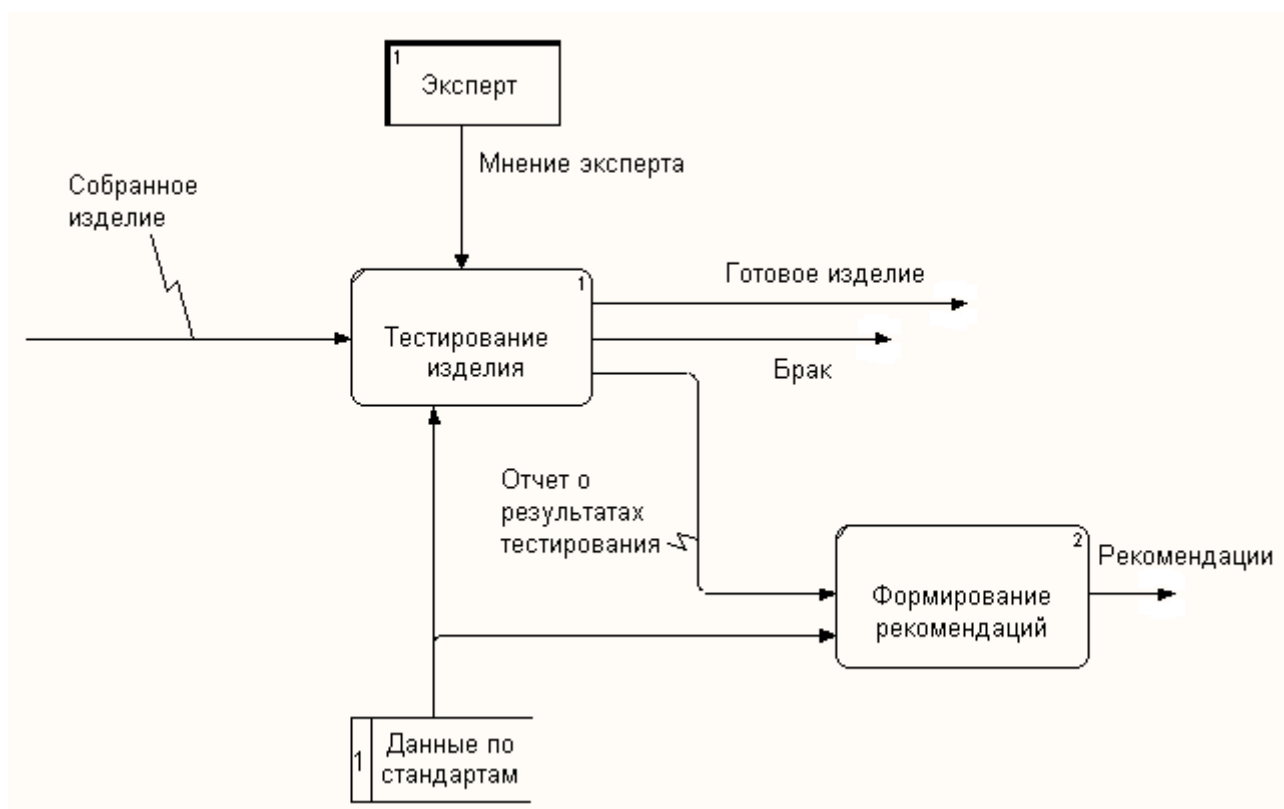 1
Эксперт
Мнение эксперта
Собранное
изделие
1
Тестирование
изделия
Готовое изделие
Брак
Отчет о
результатах
тестирования
2
Формирование
рекомендаций
Рекомендации
1
Данные по
стандартам